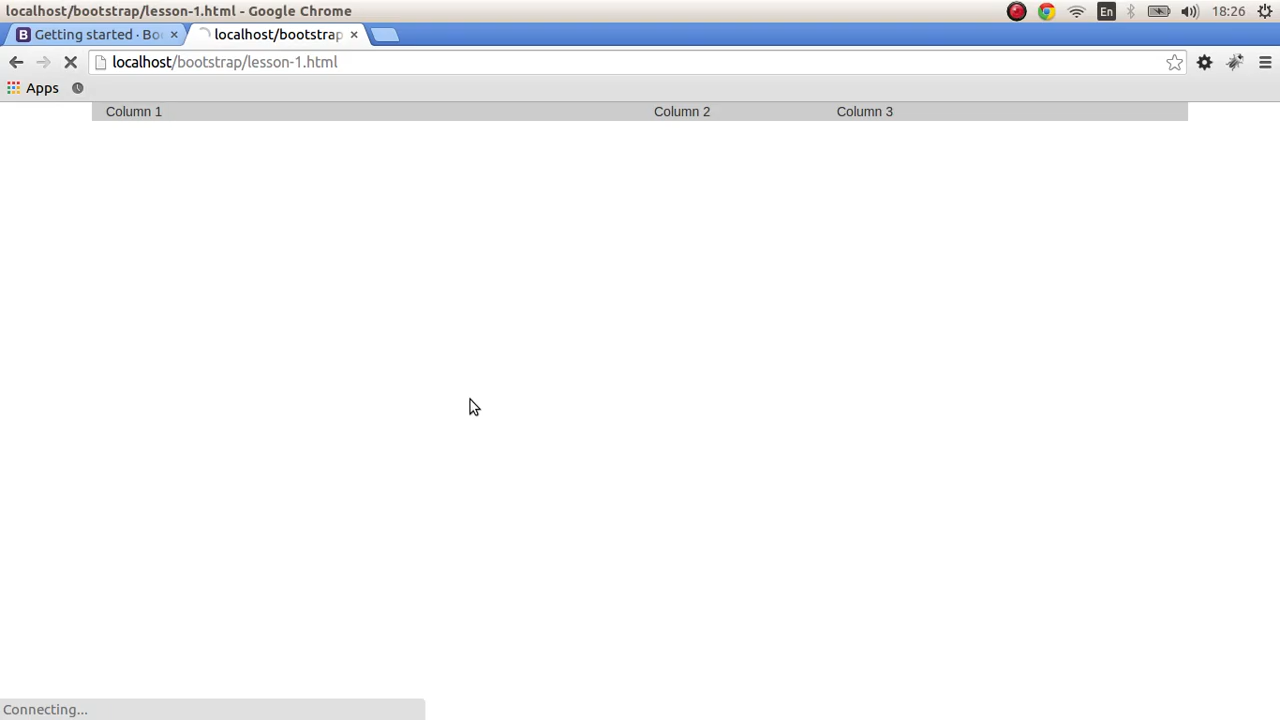 localhost/bootstrap/lesson-1.html - Google Chrome
En
18:26
B Getting started · Bo
localhost/bootstrap
localhost/bootstrap/lesson-1.html
Apps
Column 1 Column 2 Column 3
Connecting...